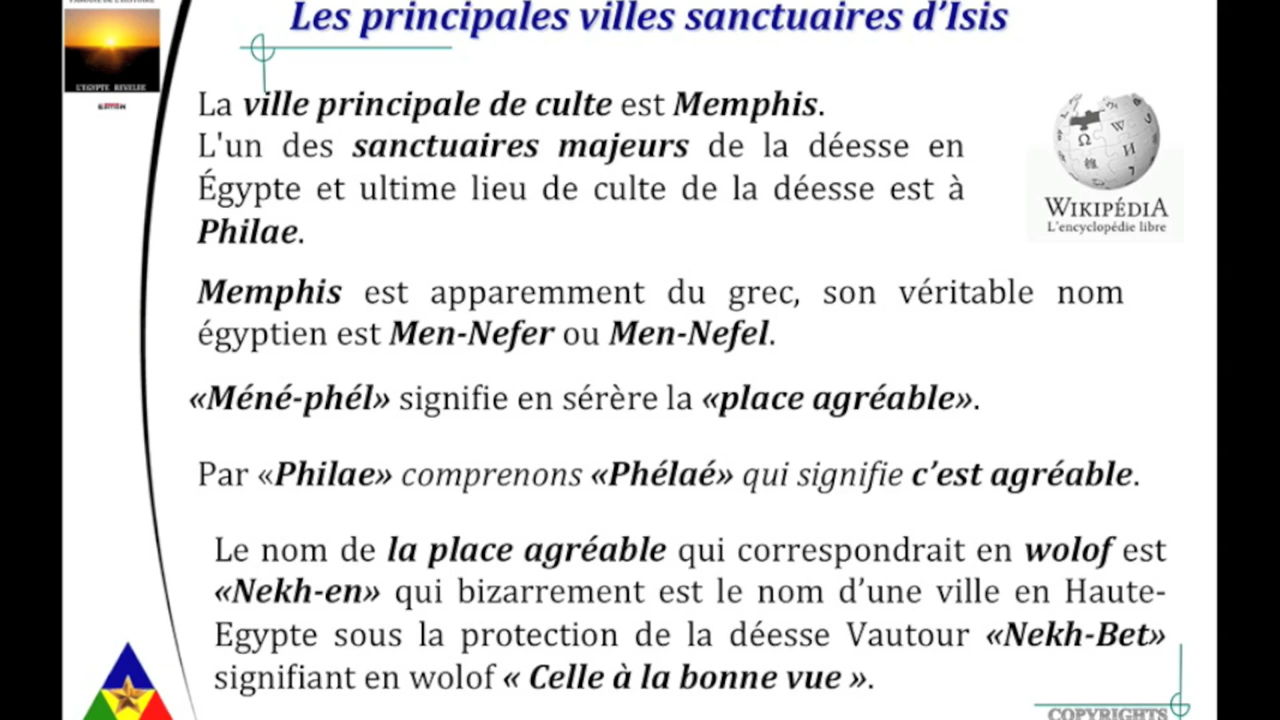 Les principales villes sanctuaires d’Isis
L'EGYPTE REVELEE
La ville principale de culte est Memphis.
L'un des sanctuaires majeurs de la déesse en
Égypte et ultime lieu de culte de la déesse est à
Philae.
WIKIPÉDIA
L'encyclopédie libre
Memphis est apparemment du grec, son véritable nom
égyptien est Men-Nefer ou Men-Nefel.
«Méné-phél» signifie en sérère la «place agréable».
Par «Philae» comprenons «Phélaé» qui signifie c’est agréable.
Le nom de la place agréable qui correspondrait en wolof est
«Nekh-en» qui bizarrement est le nom d’une ville en Haute-
Egypte sous la protection de la déesse Vautour «Nekh-Bet»
signifiant en wolof « Celle à la bonne vue ».
COPYRIGHTS